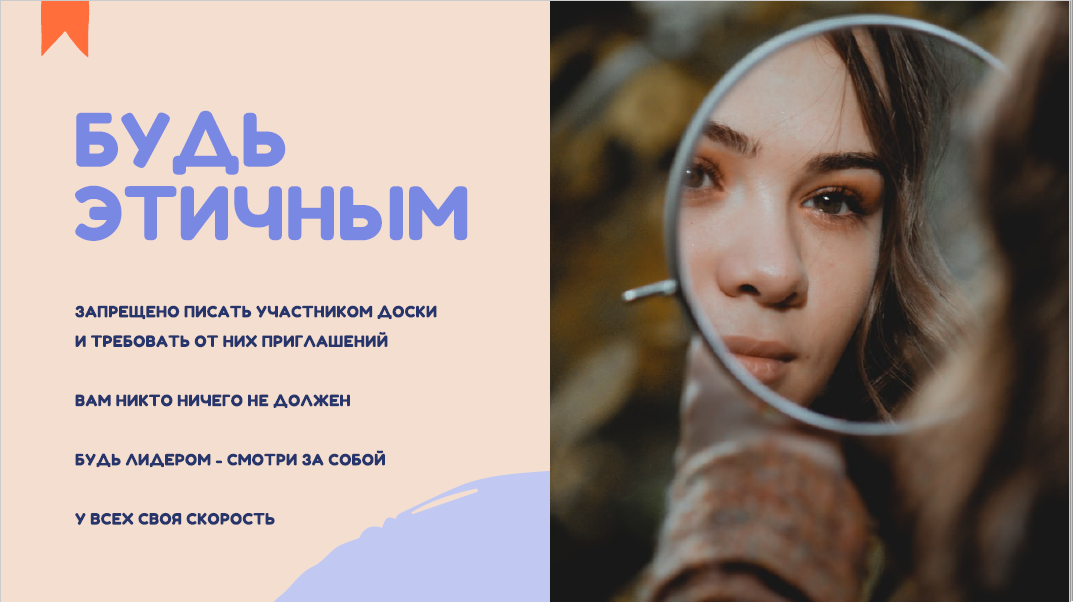 БУДЬ
ЭТИЧНЫМ
ЗАПРЕЩЕНО ПИСАТЬ УЧАСТНИКОМ ДОСКИ
И ТРЕБОВАТЬ ОТ НИХ ПРИГЛАШЕНИЙ
ВАМ НИКТО НИЧЕГО НЕ ДОЛЖЕН
БУДЬ ЛИДЕРОМ - СМОТРИ ЗА СОБОЙ
У ВСЕХ СВОЯ СКОРОСТЬ